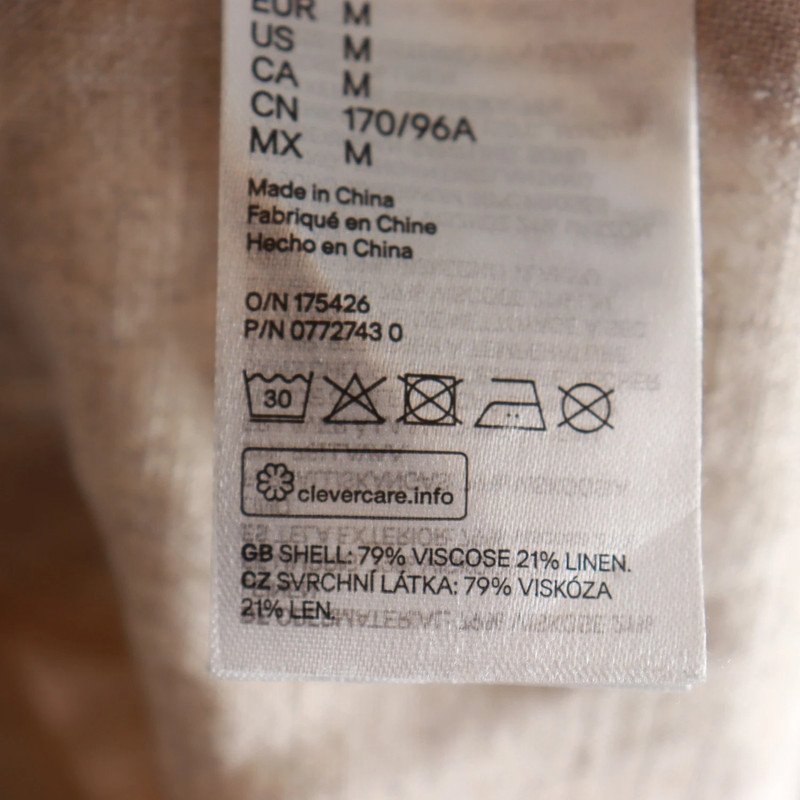 EUR M
US M
CA M
CN 170/96A
MX M
Made in China
Fabriqué en Chine
Hecho en China
O/N 175426
P/N 0772743 0
30
clevercare.info
GB SHELL: 79% VISCOSE 21% LINEN.
CZ SVRCHNÍ LÁTKA: 79% VISKÓZA
21% LEN.